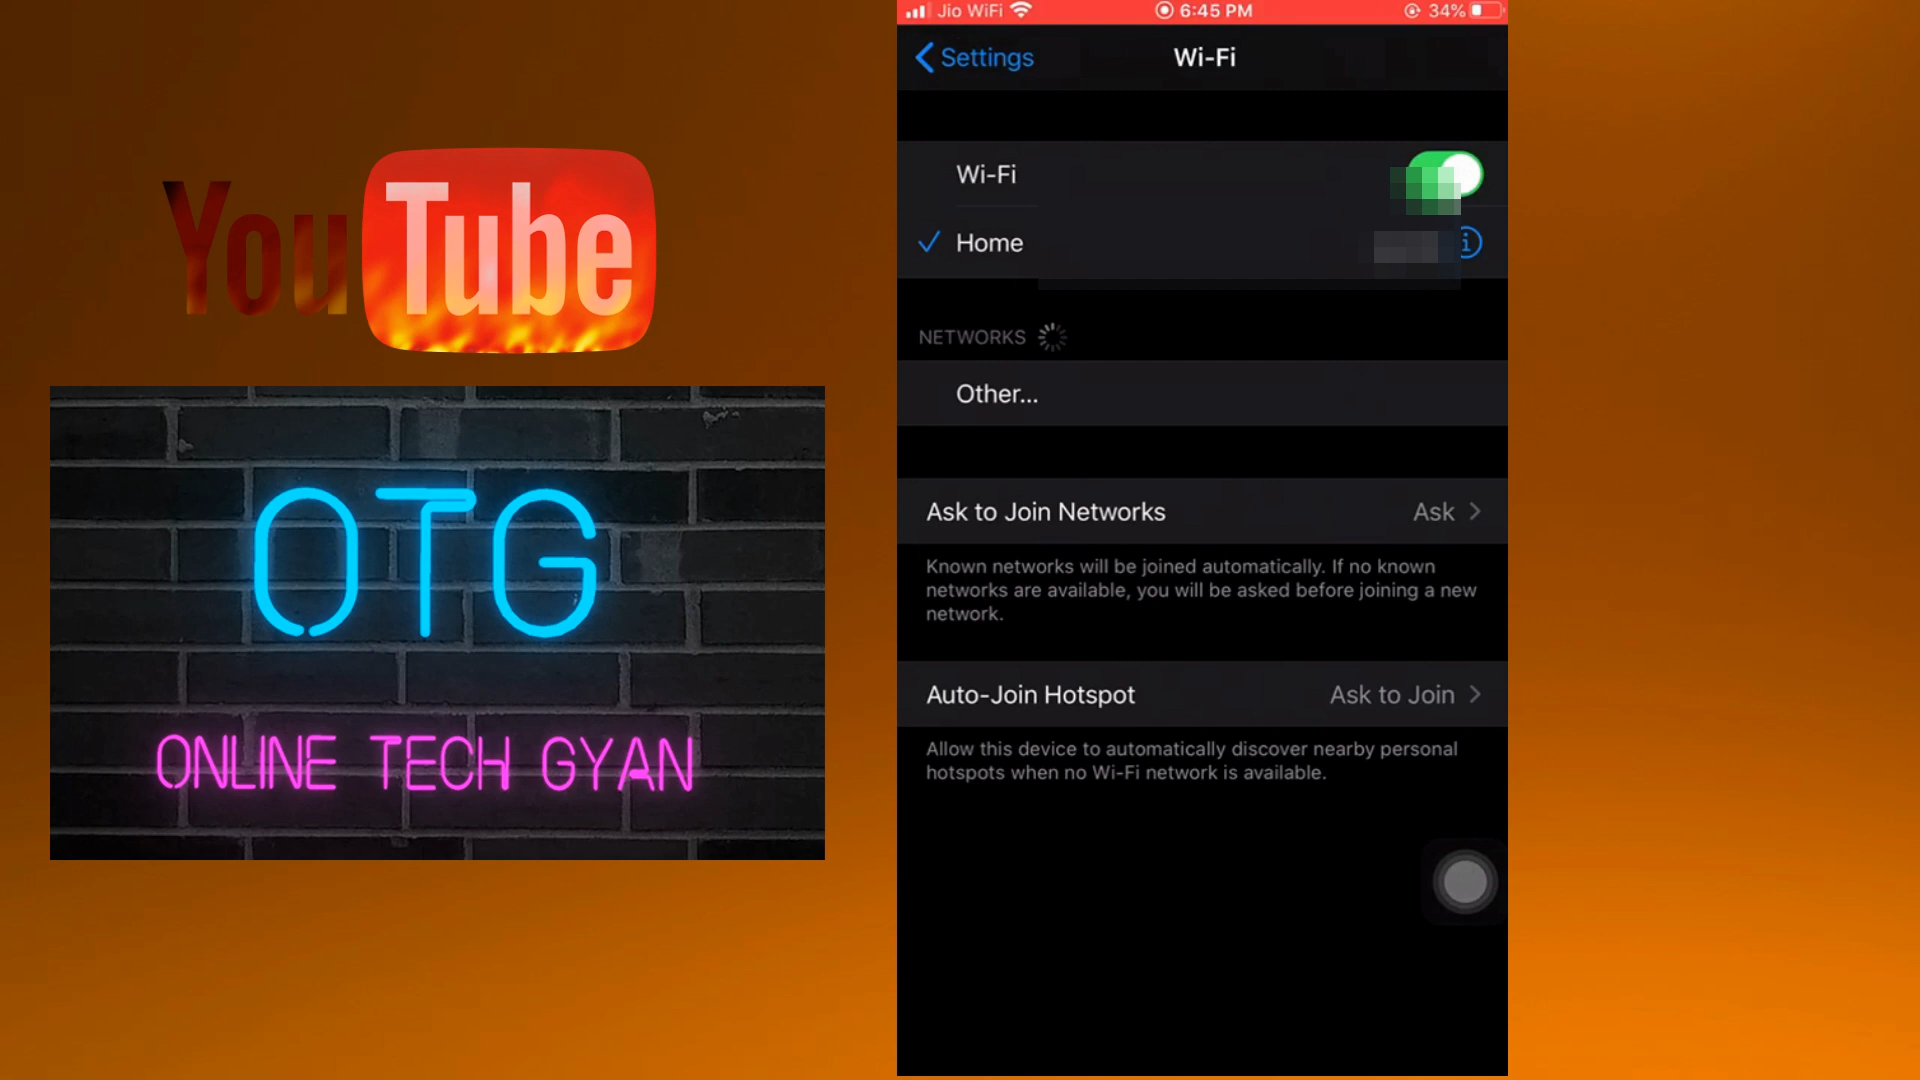 YouTube
OTG
ONLINE TECH GYAN
Jio WiFi 6:45 PM 34%
Settings Wi-Fi
Wi-Fi
Home
NETWORKS
Other...
Ask to Join Networks Ask
Known networks will be joined automatically. If no known
networks are available, you will be asked before joining a new
network.
Auto-Join Hotspot Ask to Join
Allow this device to automatically discover nearby personal
hotspots when no Wi-Fi network is available.